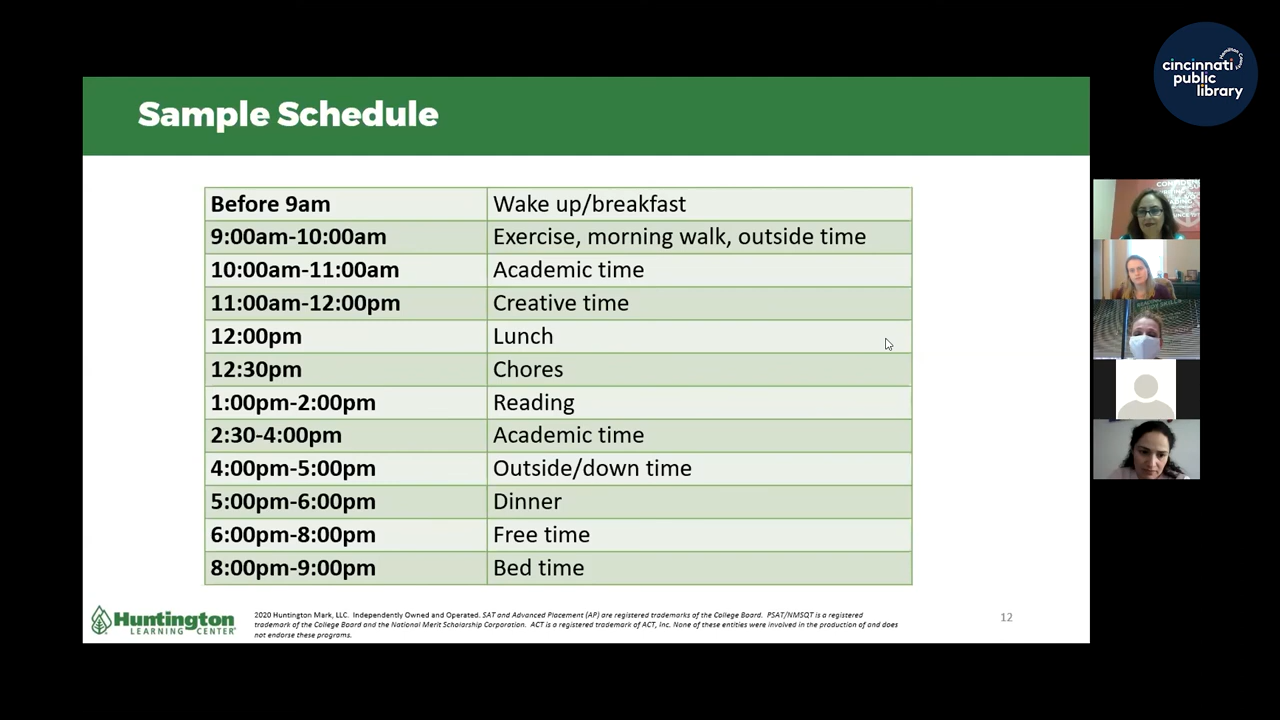 cincinnati
public
library
Sample Schedule
Before 9am Wake up/breakfast
9:00am-10:00am Exercise, morning walk, outside time
10:00am-11:00am Academic time
11:00am-12:00pm Creative time
12:00pm Lunch
12:30pm Chores
1:00pm-2:00pm Reading
2:30-4:00pm Academic time
4:00pm-5:00pm Outside/down time
5:00pm-6:00pm Dinner
6:00pm-8:00pm Free time
8:00pm-9:00pm Bed time
Huntington
LEARNING CENTER
2020 Huntington Mark, LLC. Independently Owned and Operated. SAT and Advanced Placement (AP) are registered trademarks of the College Board. PSAT/NMSQT is a registered
trademark of the College Board and the National Merit Scholarship Corporation. ACT is a registered trademark of ACT, Inc. None of these entities were involved in the production of and does
not endorse these programs.
12